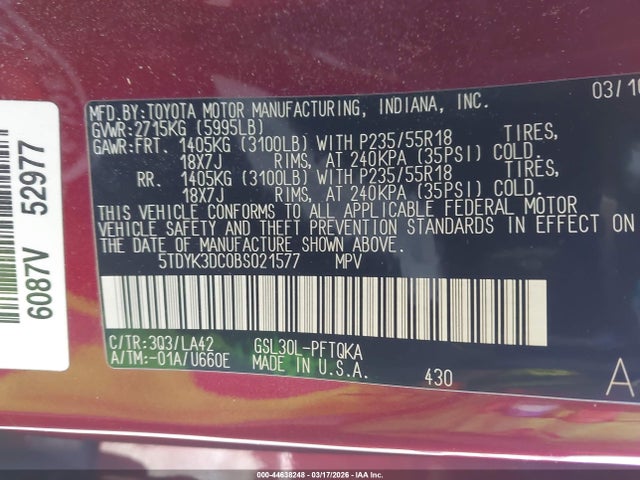 MFD.BY:TOYOTA MOTOR MANUFACTURING, INDIANA, INC. 03/10
GVWR:2715KG (5995LB)
GAWR:FRT. 1405KG (3100LB) WITH P235/55R18 TIRES,
18X7J RIMS, AT 240KPA (35PSI) COLD.
RR. 1405KG (3100LB) WITH P235/55R18 TIRES,
18X7J RIMS, AT 240KPA (35PSI) COLD.
THIS VEHICLE CONFORMS TO ALL APPLICABLE FEDERAL MOTOR
VEHICLE SAFETY AND THEFT PREVENTION STANDARDS IN EFFECT ON
THE DATE OF MANUFACTURE SHOWN ABOVE.
5TDYK3DC0BS021577 MPV
C/TR:3Q3/LA42 GSL30L-PFTQKA
A/TM:-01A/U660E MADE IN U.S.A.
430
A
6087V 52977
000-44638248 - 03/17/2026 - IAA Inc.